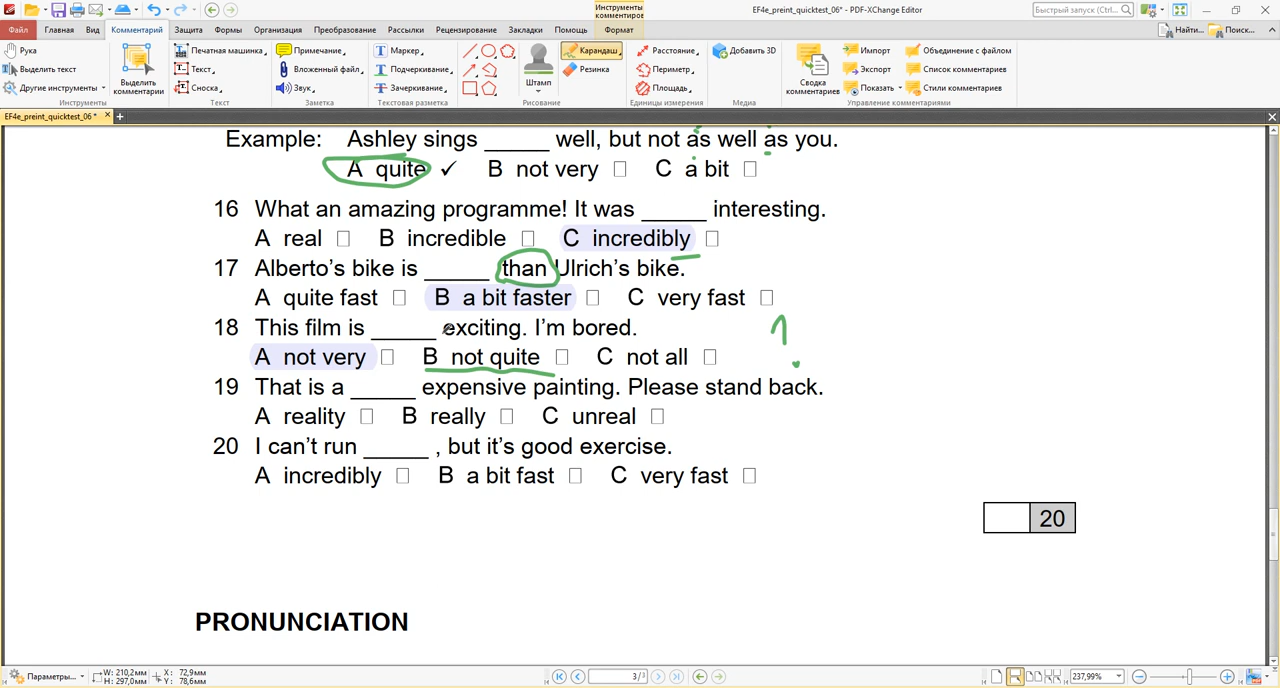 Инструменты комментиров
EF4e_preint_quicktest_06* - PDF-XChange Editor
Быстрый запуск (Ctrl...
Файл Главная Вид Комментарий Защита Формы Организация Преобразование Рассылки Рецензирование Закладки Помощь Формат Найти... Поиск...
Рука
Выделить текст
Другие инструменты
Инструменты
Выделить комментарии
Печатная машинка
Текст
Сноска
Текст
Примечание
Вложенный файл
Звук
Заметка
Маркер
Подчеркивание
Зачеркивание
Текстовая разметка
Штамп
Карандаш
Резинка
Рисование
Расстояние
Периметр
Площадь
Единицы измерения
Добавить 3D
Медиа
Сводка комментариев
Импорт
Экспорт
Показать
Объединение с файлом
Список комментариев
Стили комментариев
Управление комментариями
EF4e_preint_quicktest_06 *
Example: Ashley sings _____ well, but not as well as you.
A quite ✓ B not very C a bit
16 What an amazing programme! It was _____ interesting.
A real B incredible C incredibly
17 Alberto’s bike is _____ than Ulrich’s bike.
A quite fast B a bit faster C very fast
18 This film is _____ exciting. I’m bored.
A not very B not quite C not all
19 That is a _____ expensive painting. Please stand back.
A reality B really C unreal
20 I can’t run _____ , but it’s good exercise.
A incredibly B a bit fast C very fast
20
PRONUNCIATION
Параметры...
W: 210,2мм
H: 297,0мм
X: 72,9мм
Y: 78,6мм
237,99%